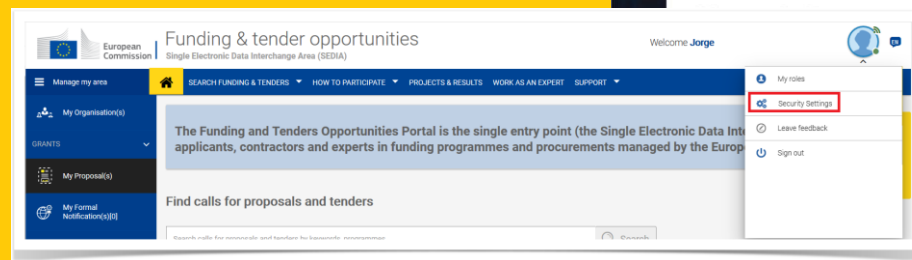 European
Commission
Funding & tender opportunities
Single Electronic Data Interchange Area (SEDIA)
Welcome Jorge
EN
Manage my area
SEARCH FUNDING & TENDERS
HOW TO PARTICIPATE
PROJECTS & RESULTS
WORK AS AN EXPERT
SUPPORT
My roles
Security Settings
Leave feedback
Sign out
My Organisation(s)
GRANTS
My Proposal(s)
My Formal
Notification(s)[0]
The Funding and Tenders Opportunities Portal is the single entry point (the Single Electronic Data Int
applicants, contractors and experts in funding programmes and procurements managed by the Europ
Find calls for proposals and tenders
Search calls for proposals and tenders by keywords, programmes
Search